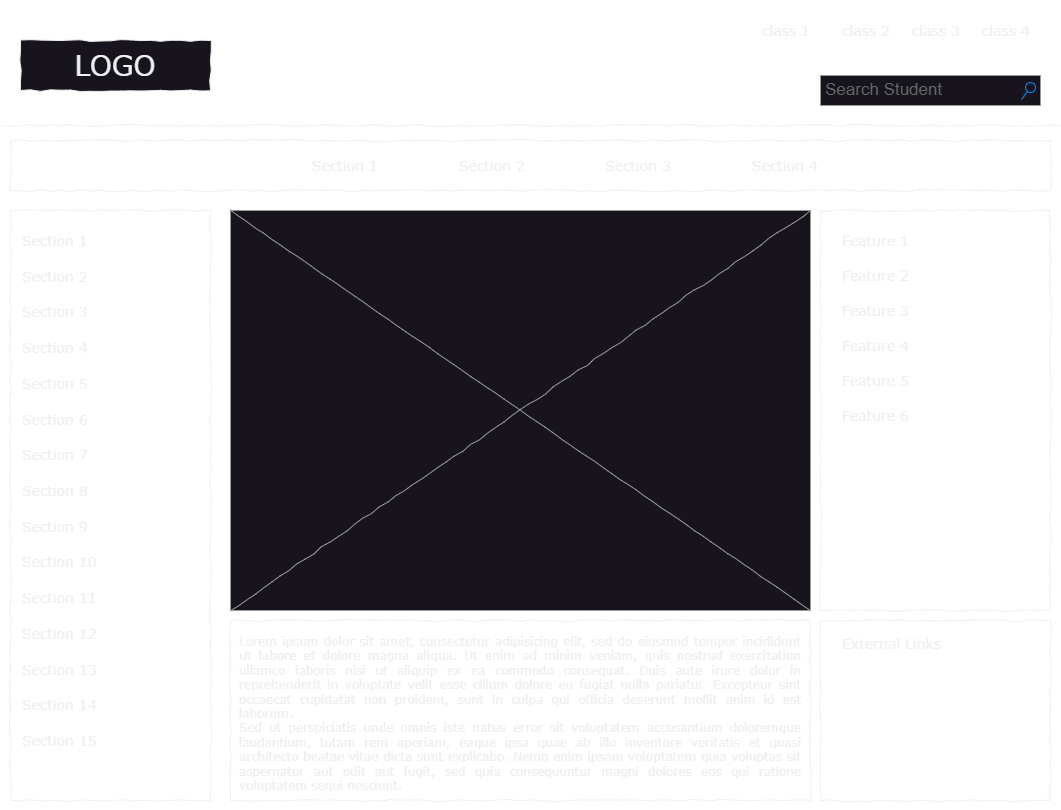 class 1 class 2 class 3 class 4
LOGO
Search Student
Section 1 Section 2 Section 3 Section 4
Section 1
Section 2
Section 3
Section 4
Section 5
Section 6
Section 7
Section 8
Section 9
Section 10
Section 11
Section 12
Section 13
Section 14
Section 15
Feature 1
Feature 2
Feature 3
Feature 4
Feature 5
Feature 6
Lorem ipsum dolor sit amet, consectetur adipisicing elit, sed do eiusmod tempor incididunt
ut labore et dolore magna aliqua. Ut enim ad minim veniam, quis nostrud exercitation
ullamco laboris nisi ut aliquip ex ea commodo consequat. Duis aute irure dolor in
reprehenderit in voluptate velit esse cillum dolore eu fugiat nulla pariatur. Excepteur sint
occaecat cupidatat non proident, sunt in culpa qui officia deserunt mollit anim id est
laborum.
Sed ut perspiciatis unde omnis iste natus error sit voluptatem accusantium doloremque
laudantium, totam rem aperiam, eaque ipsa quae ab illo inventore veritatis et quasi
architecto beatae vitae dicta sunt explicabo. Nemo enim ipsam voluptatem quia voluptas sit
aspernatur aut odit aut fugit, sed quia consequuntur magni dolores eos qui ratione
voluptatem sequi nesciunt.
External Links